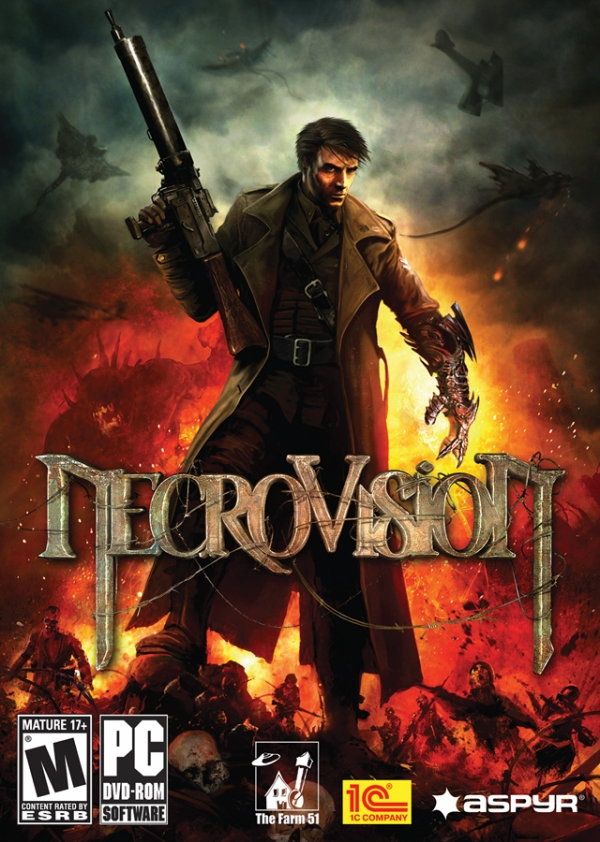 NECROVISION
MATURE 17+
M
CONTENT RATED BY
ESRB
PC
DVD-ROM
SOFTWARE
The Farm 51
1C
1C COMPANY
ASPYR